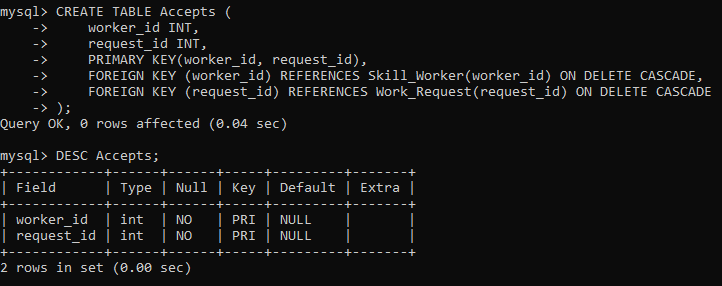 mysql> CREATE TABLE Accepts (
    ->     worker_id INT,
    ->     request_id INT,
    ->     PRIMARY KEY(worker_id, request_id),
    ->     FOREIGN KEY (worker_id) REFERENCES Skill_Worker(worker_id) ON DELETE CASCADE,
    ->     FOREIGN KEY (request_id) REFERENCES Work_Request(request_id) ON DELETE CASCADE
    -> );
Query OK, 0 rows affected (0.04 sec)

mysql> DESC Accepts;
+------------+------+------+-----+---------+-------+
| Field      | Type | Null | Key | Default | Extra |
+------------+------+------+-----+---------+-------+
| worker_id  | int  | NO   | PRI | NULL    |       |
| request_id | int  | NO   | PRI | NULL    |       |
+------------+------+------+-----+---------+-------+
2 rows in set (0.00 sec)